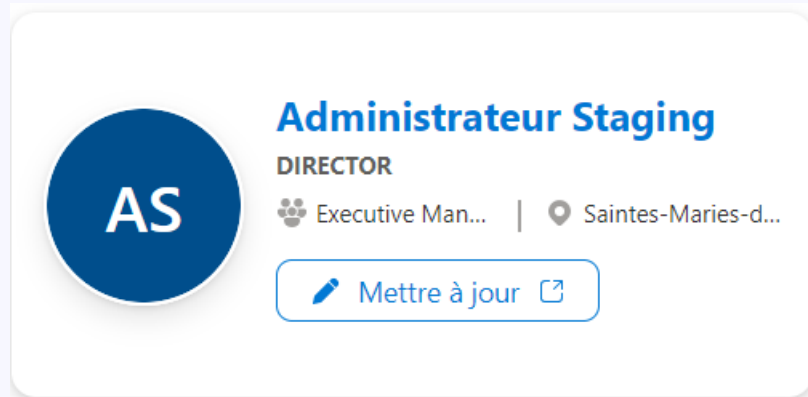 Administrateur Staging
DIRECTOR
AS
Executive Man... | Saintes-Maries-d...
Mettre à jour